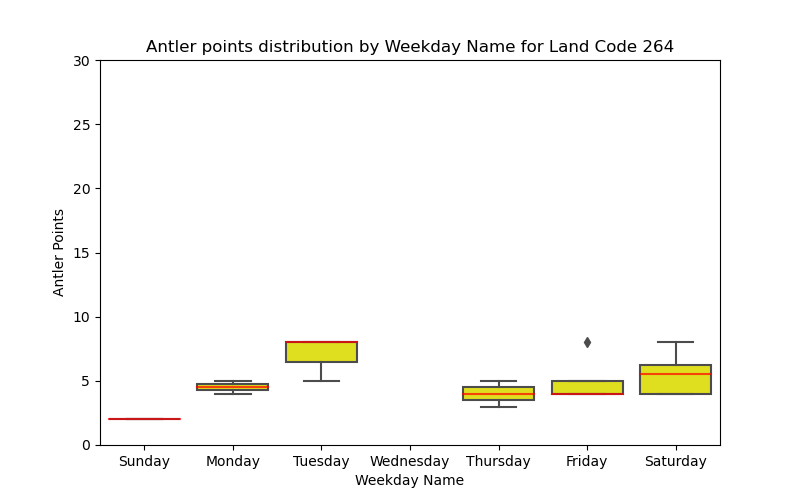 Antler points distribution by Weekday Name for Land Code 264
Antler Points
30
25
20
15
10
5
0
Sunday Monday Tuesday Wednesday Thursday Friday Saturday
Weekday Name